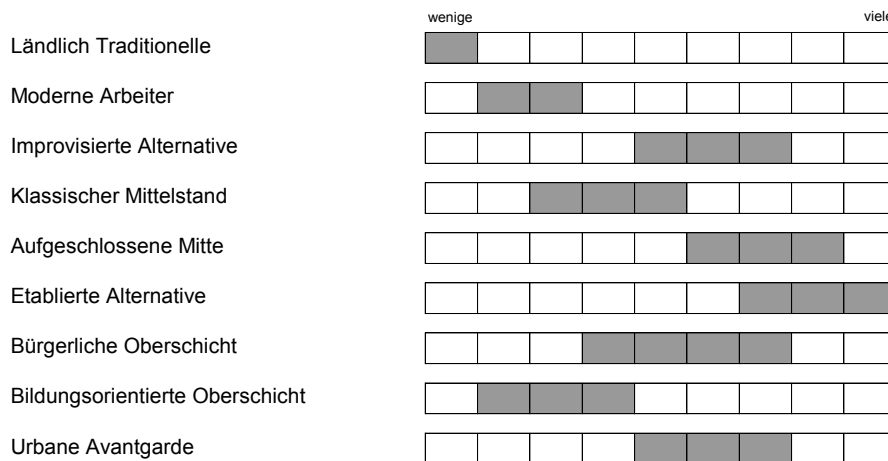 wenige viele
Ländlich Traditionelle
Moderne Arbeiter
Improvisierte Alternative
Klassischer Mittelstand
Aufgeschlossene Mitte
Etablierte Alternative
Bürgerliche Oberschicht
Bildungsorientierte Oberschicht
Urbane Avantgarde